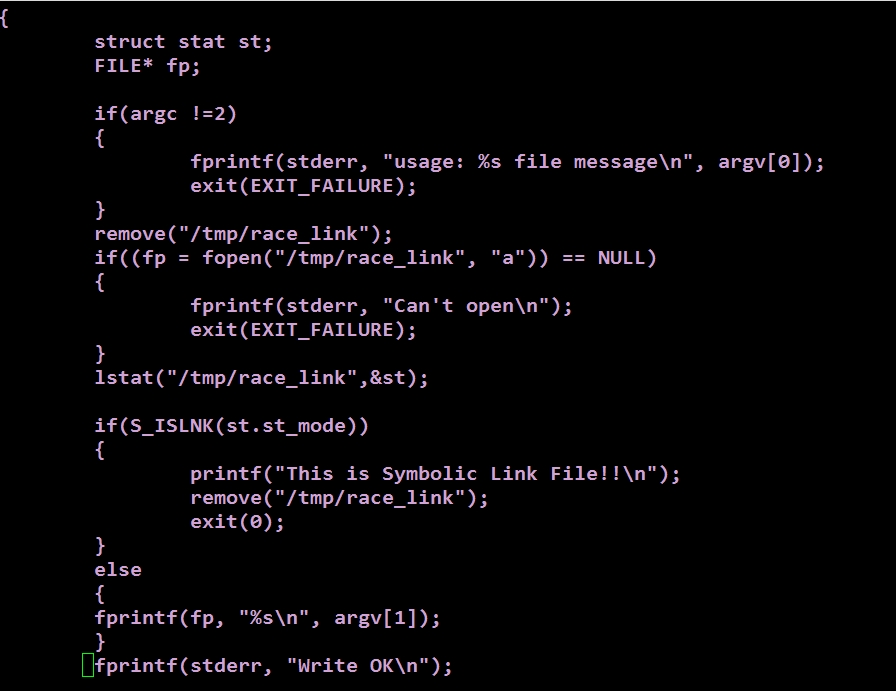 {
        struct stat st;
        FILE* fp;

        if(argc !=2)
        {
                fprintf(stderr, "usage: %s file message\n", argv[0]);
                exit(EXIT_FAILURE);
        }
        remove("/tmp/race_link");
        if((fp = fopen("/tmp/race_link", "a")) == NULL)
        {
                fprintf(stderr, "Can't open\n");
                exit(EXIT_FAILURE);
        }
        lstat("/tmp/race_link",&st);

        if(S_ISLNK(st.st_mode))
        {
                printf("This is Symbolic Link File!!\n");
                remove("/tmp/race_link");
                exit(0);
        }
        else
        {
        fprintf(fp, "%s\n", argv[1]);
        }
        fprintf(stderr, "Write OK\n");